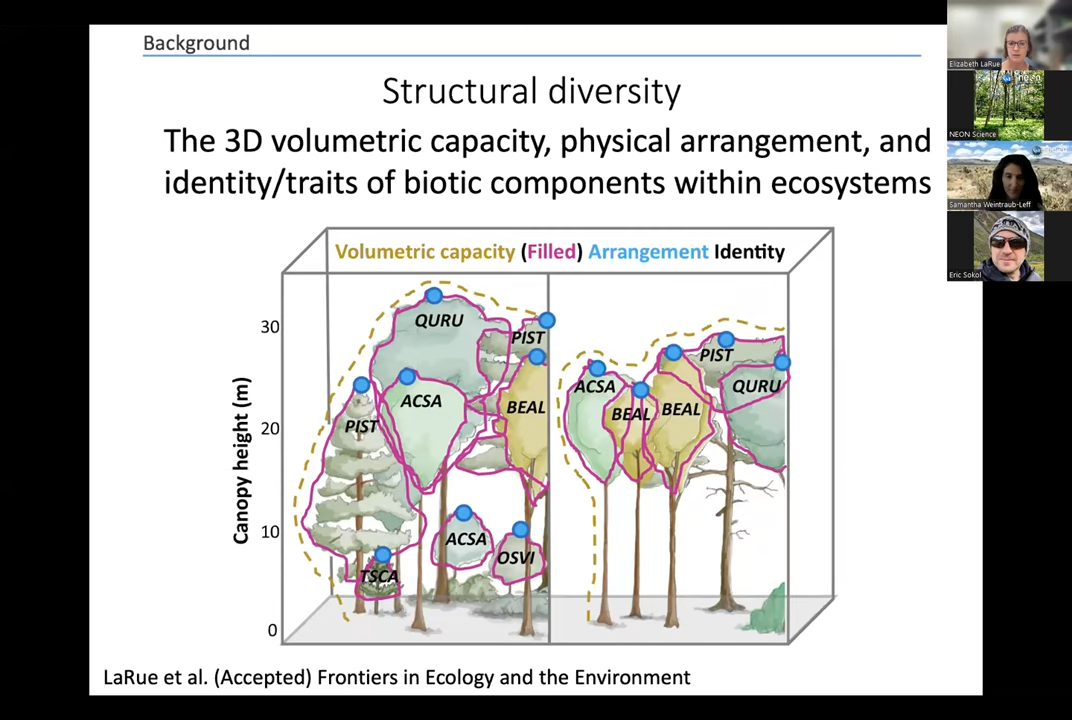 Background
Structural diversity
The 3D volumetric capacity, physical arrangement, and
identity/traits of biotic components within ecosystems
Volumetric capacity (Filled) Arrangement Identity
Canopy height (m)
30
20
10
0
QURU
PIST
ACSA
PIST
BEAL
ACSA
OSVI
TSCA
PIST
ACSA
QURU
BEAL
BEAL
LaRue et al. (Accepted) Frontiers in Ecology and the Environment
Elizabeth LaRue
NEON Science
Samantha Weintraub-Leff
Eric Sokol